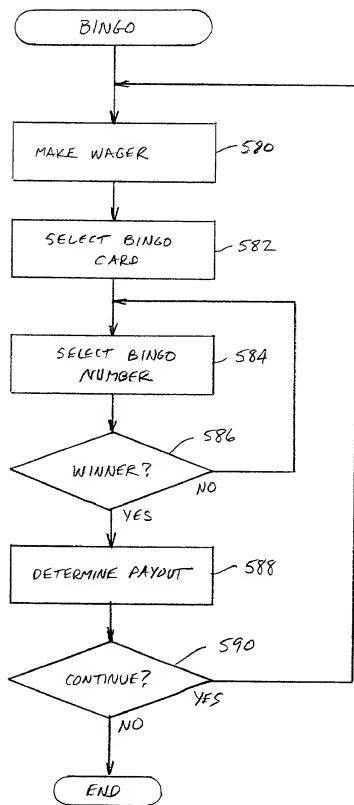 BINGO
MAKE WAGER
580
SELECT BINGO
CARD
582
SELECT BINGO
NUMBER
584
586
WINNER?
NO
YES
DETERMINE PAYOUT
588
590
CONTINUE?
YES
NO
END